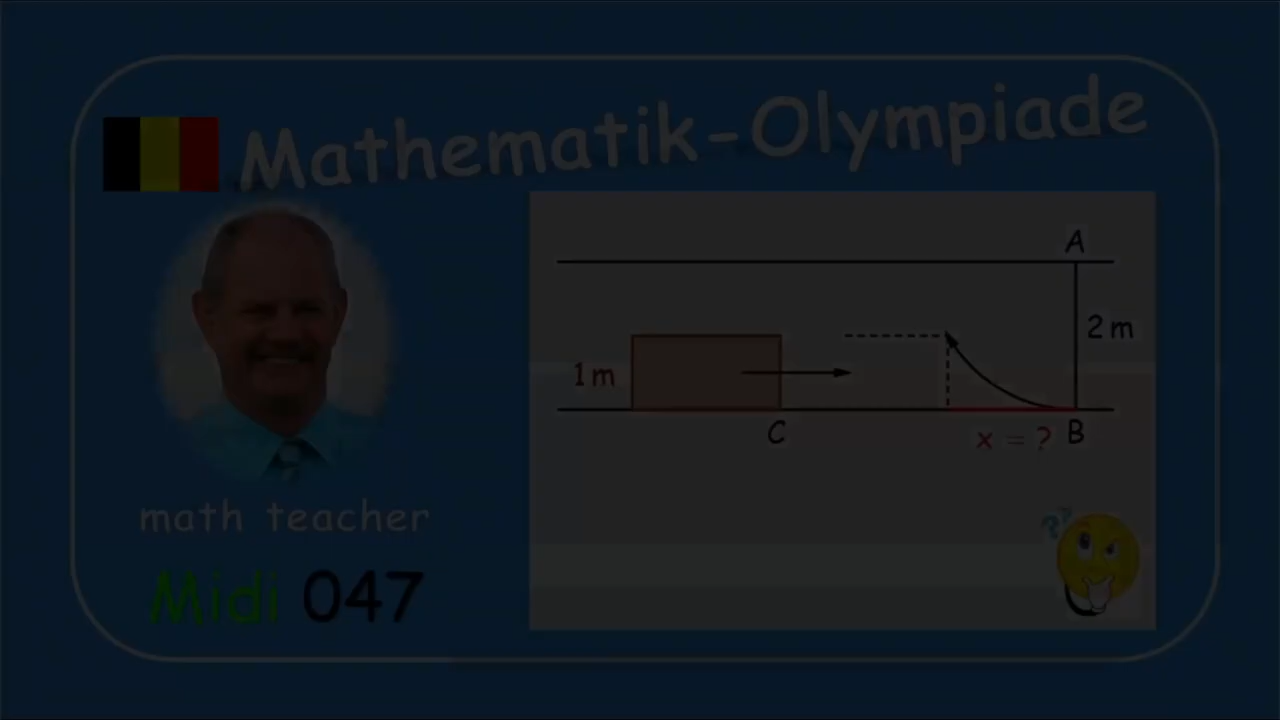 Mathematik-Olympiade
A
2 m
1 m
C
x = ? B
??
math teacher
Midi 047